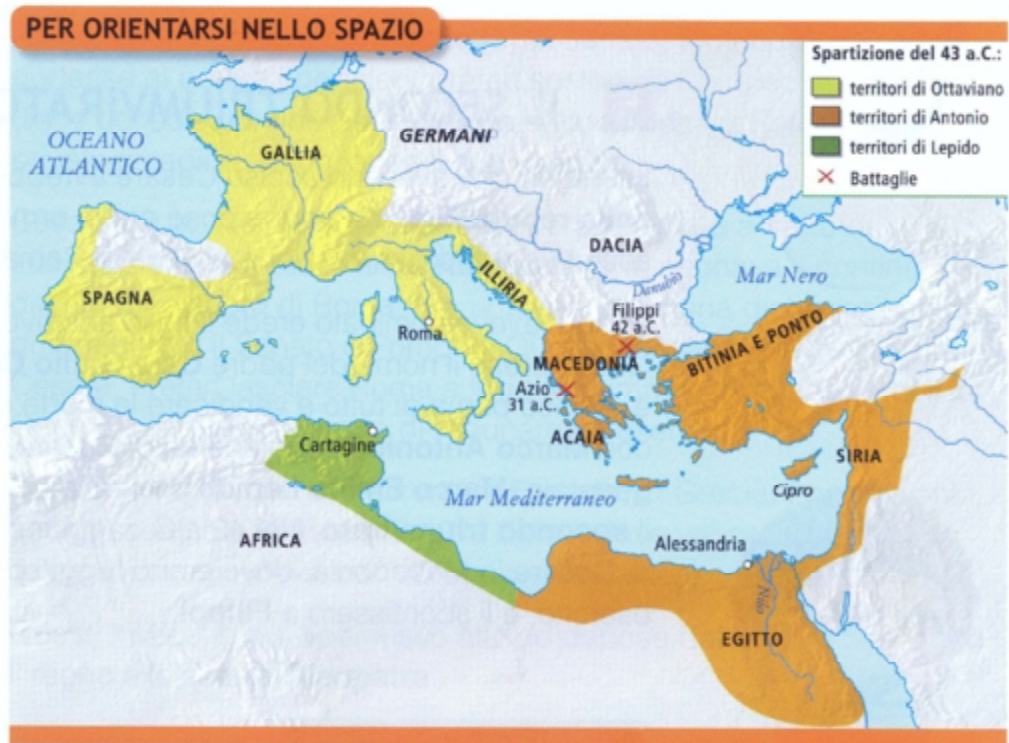 PER ORIENTARSI NELLO SPAZIO
Spartizione del 43 a.C.:
territori di Ottaviano
territori di Antonio
territori di Lepido
Battaglie
OCEANO
ATLANTICO
GALLIA
GERMANI
DACIA
Mar Nero
Danubio
SPAGNA
ILLIRIA
Roma
Filippi
42 a.C.
MACEDONIA
BITINIA E PONTO
Azio
31 a.C.
Cartagine
ACAIA
SIRIA
Cipro
Mar Mediterraneo
AFRICA
Alessandria
Nilo
EGITTO